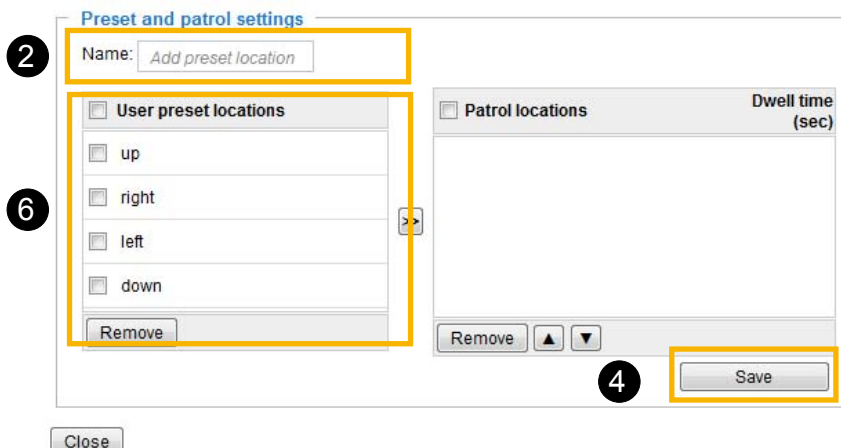 Preset and patrol settings
2
Name: Add preset location
User preset locations
up
6
right
left
down
Remove
>>
Patrol locations
Dwell time
(sec)
Remove ▲ ▼
4
Save
Close